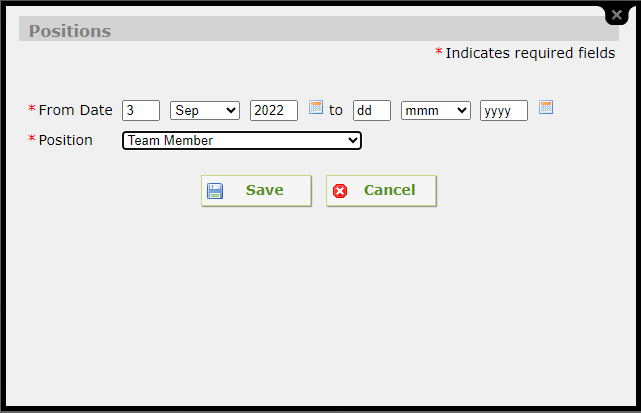 Positions
* Indicates required fields
* From Date 3 Sep 2022 to dd mmm yyyy
* Position Team Member
Save Cancel